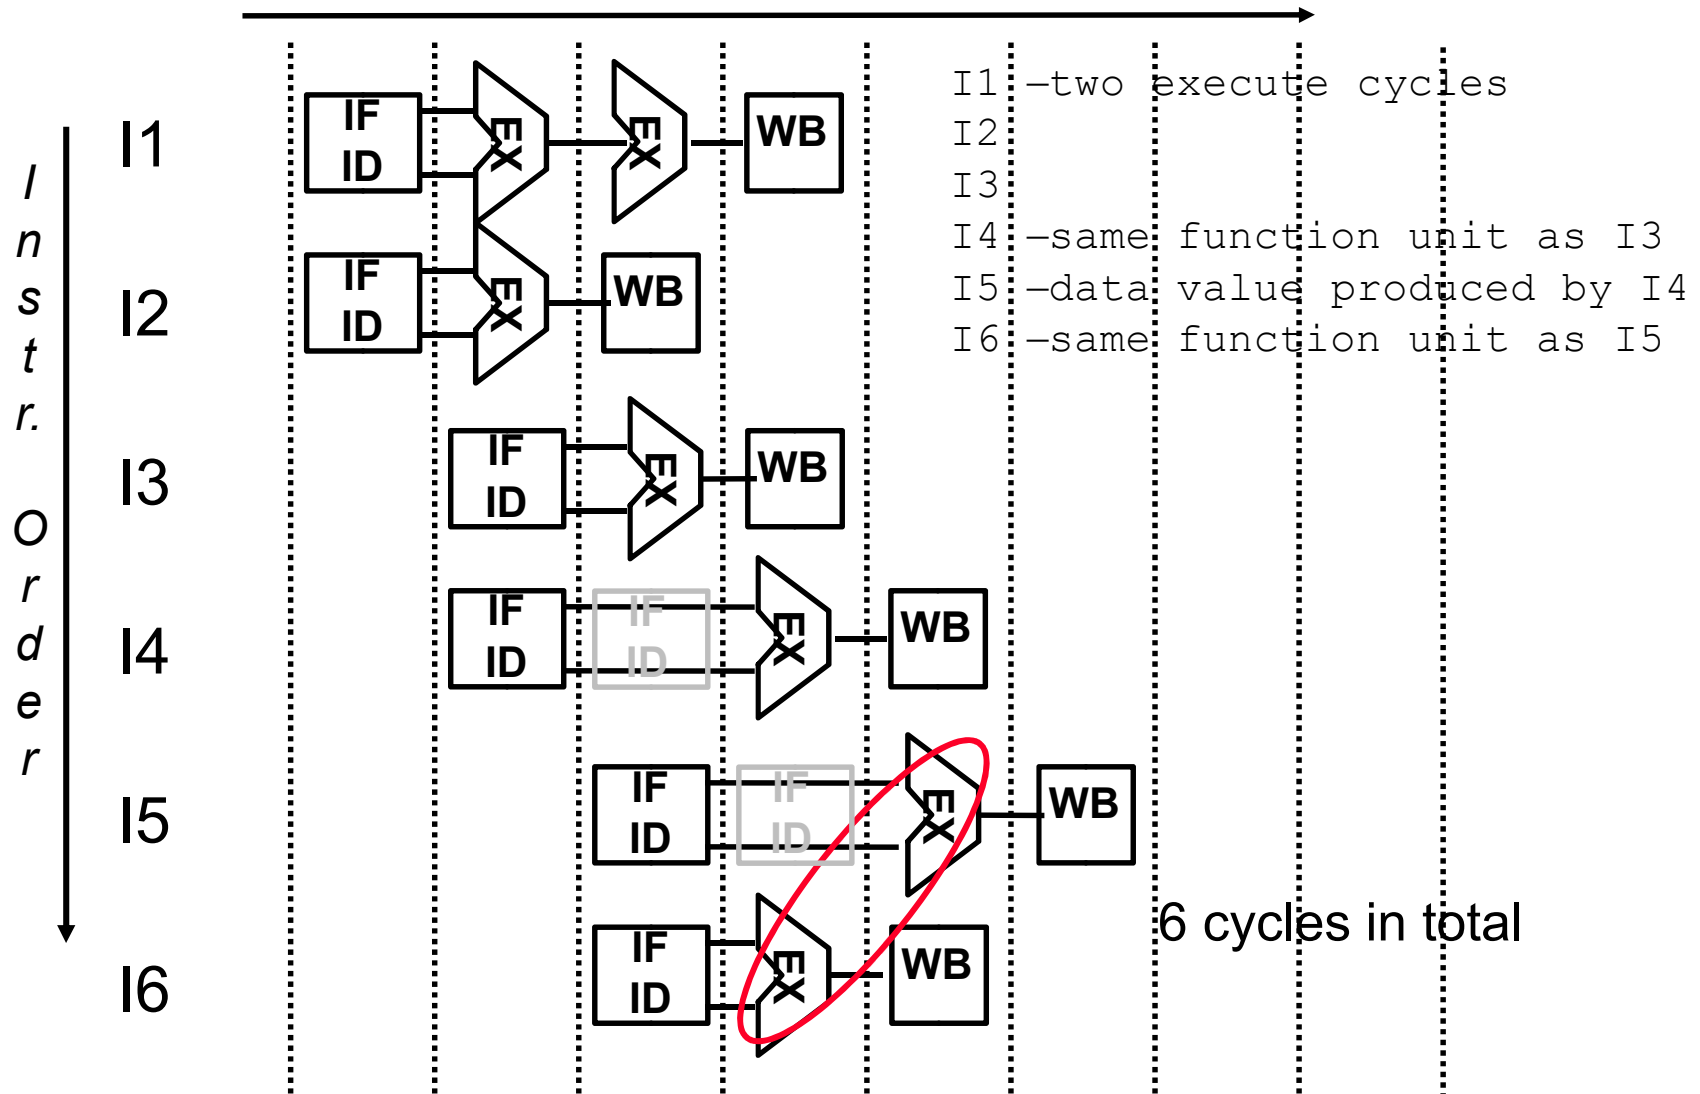 I1 –two execute cycles
I2
I3
I4 –same function unit as I3
I5 –data value produced by I4
I6 –same function unit as I5
Instr. Order
I1
IF
ID
EX
EX
WB
I2
IF
ID
EX
WB
I3
IF
ID
EX
WB
I4
IF
ID
IF
ID
EX
WB
I5
IF
ID
IF
ID
EX
WB
6 cycles in total
I6
IF
ID
EX
WB